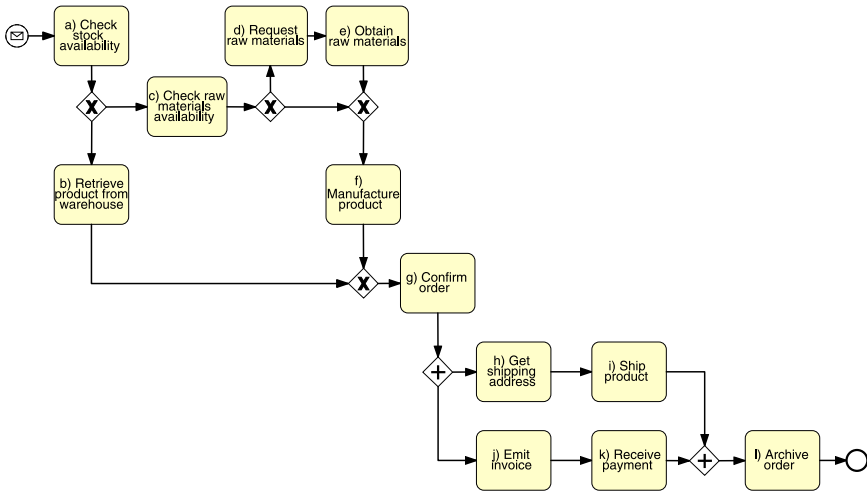 a) Check
stock
availability
d) Request
raw materials
e) Obtain
raw materials
c) Check raw
materials
availability
b) Retrieve
product from
warehouse
f)
Manufacture
product
g) Confirm
order
h) Get
shipping
address
i) Ship
product
j) Emit
invoice
k) Receive
payment
l) Archive
order